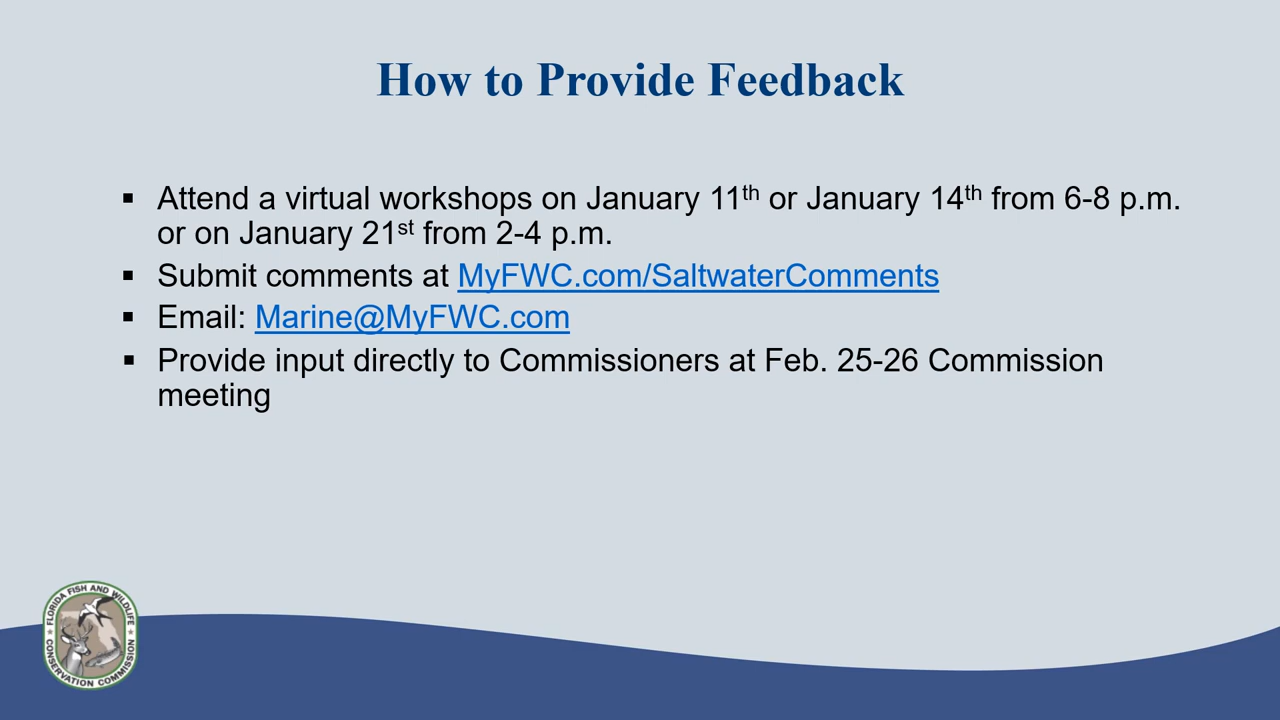 How to Provide Feedback
▪ Attend a virtual workshops on January 11th or January 14th from 6-8 p.m.
or on January 21st from 2-4 p.m.
▪ Submit comments at MyFWC.com/SaltwaterComments
▪ Email: Marine@MyFWC.com
▪ Provide input directly to Commissioners at Feb. 25-26 Commission
meeting
FLORIDA FISH AND WILDLIFE
CONSERVATION COMMISSION